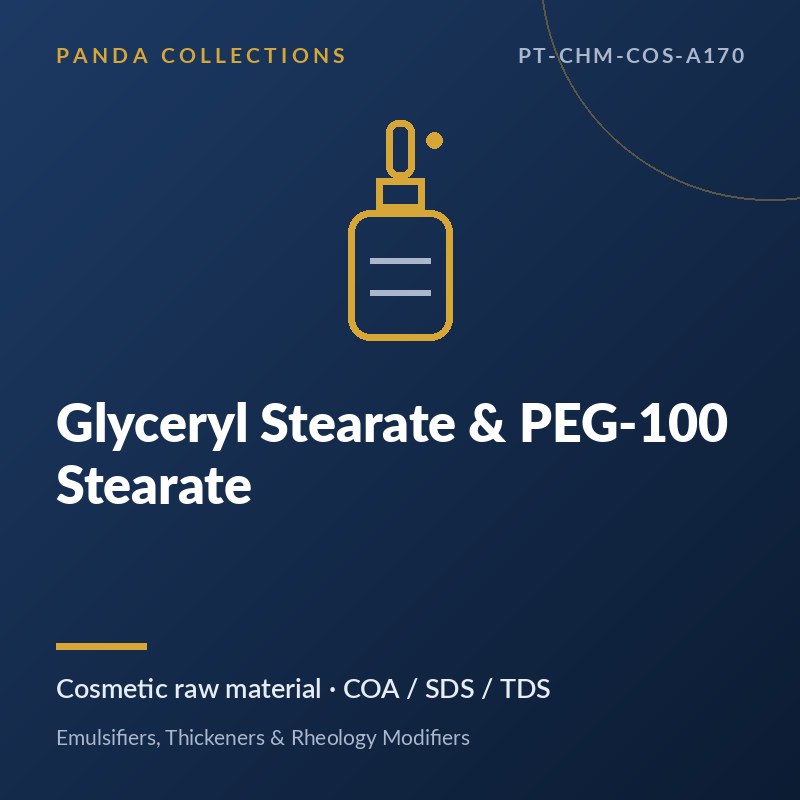 PANDA COLLECTIONS
PT-CHM-COS-A170
Glyceryl Stearate & PEG-100
Stearate
Cosmetic raw material · COA / SDS / TDS
Emulsifiers, Thickeners & Rheology Modifiers